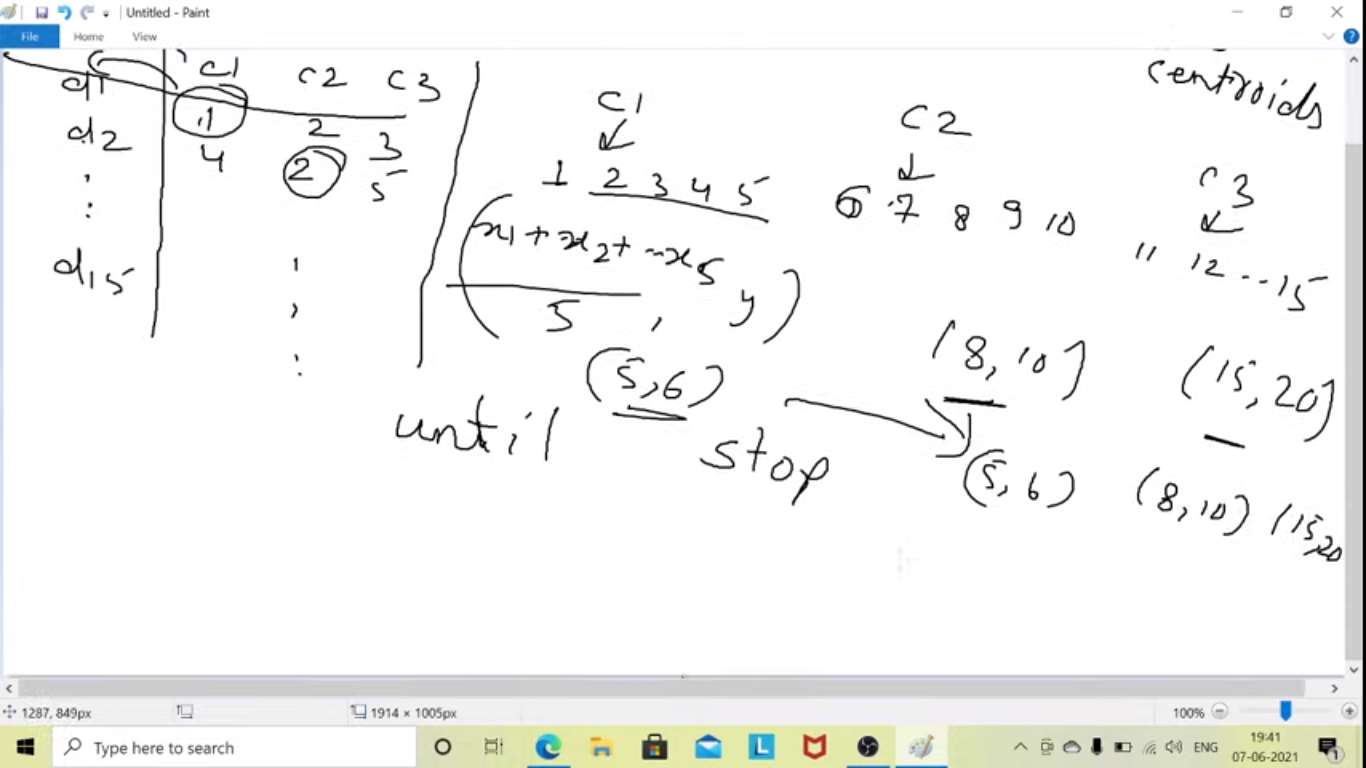 Untitled - Paint
File Home View
centroids
c1 c2 c3
d1 .1 2 3
d2 4 2 5
:
d15
c1
1 2 3 4 5
c2
6 7 8 9 10
c3
11 12 -- 15
(x1 + x2 + -- x5
5 , y)
(5,6) (8,10) (15,20)
until stop
(5,6) (8,10) (15,20
1287, 849px 1914 × 1005px 100%
Type here to search
ENG
19:41
07-06-2021
1